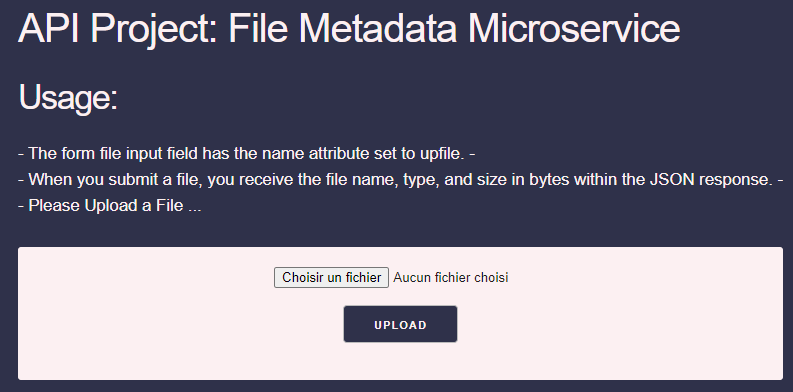 API Project: File Metadata Microservice
Usage:
- The form file input field has the name attribute set to upfile. -
- When you submit a file, you receive the file name, type, and size in bytes within the JSON response. -
- Please Upload a File ...
Choisir un fichier Aucun fichier choisi
UPLOAD